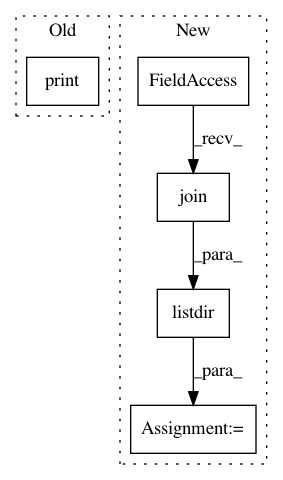 Old
New
print
FieldAccess
_recv_
join
_para_
listdir
_para_
Assignment:=